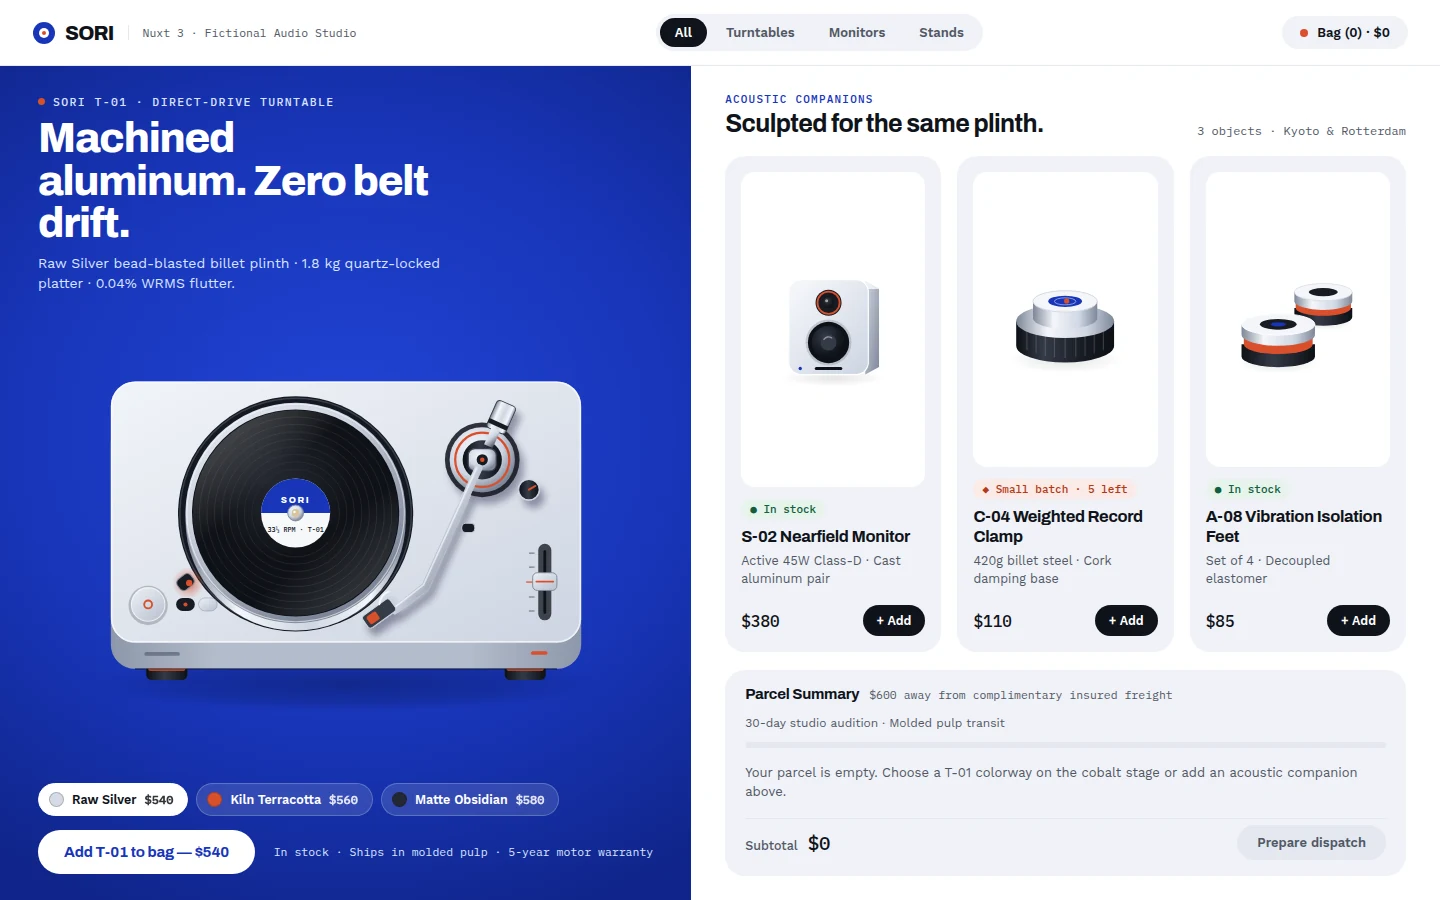 SORI
Nuxt 3 · Fictional Audio Studio
All
Turntables
Monitors
Stands
Bag (0) · $0
SORI T-01 · DIRECT-DRIVE TURNTABLE
Machined
aluminum. Zero belt
drift.
Raw Silver bead-blasted billet plinth · 1.8 kg quartz-locked
platter · 0.04% WRMS flutter.
SORI
33⅓ RPM · T-01
Raw Silver $540
Kiln Terracotta $560
Matte Obsidian $580
Add T-01 to bag — $540
In stock · Ships in molded pulp · 5-year motor warranty
ACOUSTIC COMPANIONS
Sculpted for the same plinth.
3 objects · Kyoto & Rotterdam
● In stock
S-02 Nearfield Monitor
Active 45W Class-D · Cast
aluminum pair
$380
+ Add
◆ Small batch · 5 left
C-04 Weighted Record
Clamp
420g billet steel · Cork
damping base
$110
+ Add
● In stock
A-08 Vibration Isolation
Feet
Set of 4 · Decoupled
elastomer
$85
+ Add
Parcel Summary
$600 away from complimentary insured freight
30-day studio audition · Molded pulp transit
Your parcel is empty. Choose a T-01 colorway on the cobalt stage or add an acoustic companion
above.
Subtotal $0
Prepare dispatch